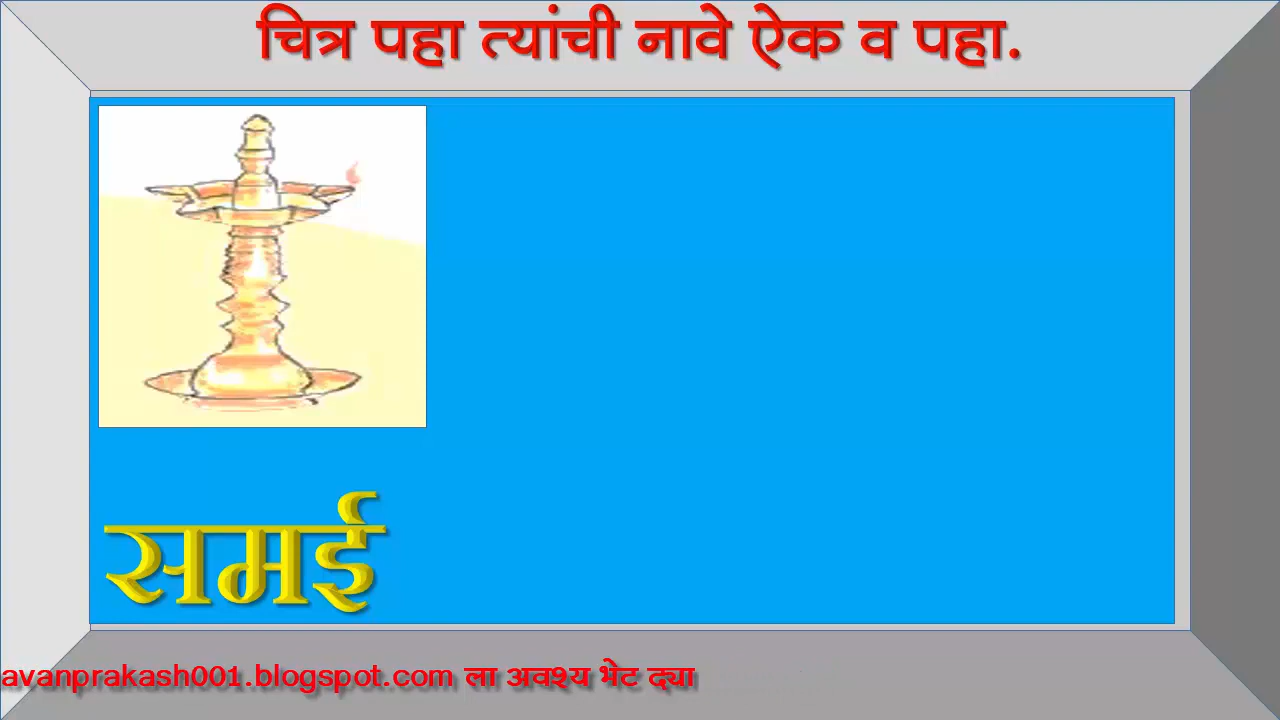 चित्र पहा त्यांची नावे ऐक व पहा.
समई
avanprakash001.blogspot.com ला अवश्य भेट द्या